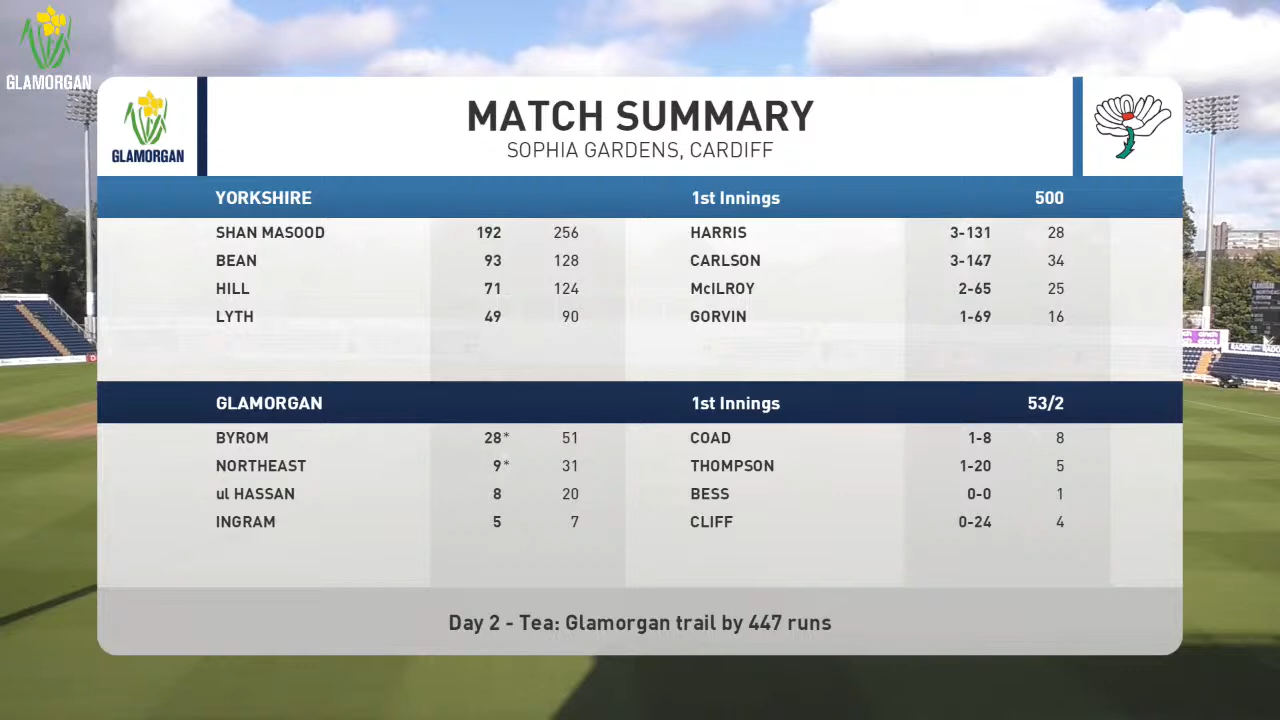 GLAMORGAN
GLAMORGAN
MATCH SUMMARY
SOPHIA GARDENS, CARDIFF
YORKSHIRE 1st Innings 500
SHAN MASOOD 192 256 HARRIS 3-131 28
BEAN 93 128 CARLSON 3-147 34
HILL 71 124 McILROY 2-65 25
LYTH 49 90 GORVIN 1-69 16
GLAMORGAN 1st Innings 53/2
BYROM 28* 51 COAD 1-8 8
NORTHEAST 9* 31 THOMPSON 1-20 5
ul HASSAN 8 20 BESS 0-0 1
INGRAM 5 7 CLIFF 0-24 4
Day 2 - Tea: Glamorgan trail by 447 runs